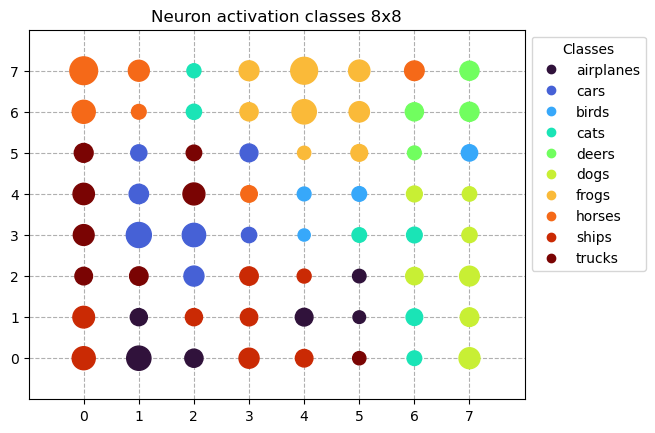 Neuron activation classes 8x8
Classes
airplanes
cars
birds
cats
deers
dogs
frogs
horses
ships
trucks
7
6
5
4
3
2
1
0
0 1 2 3 4 5 6 7